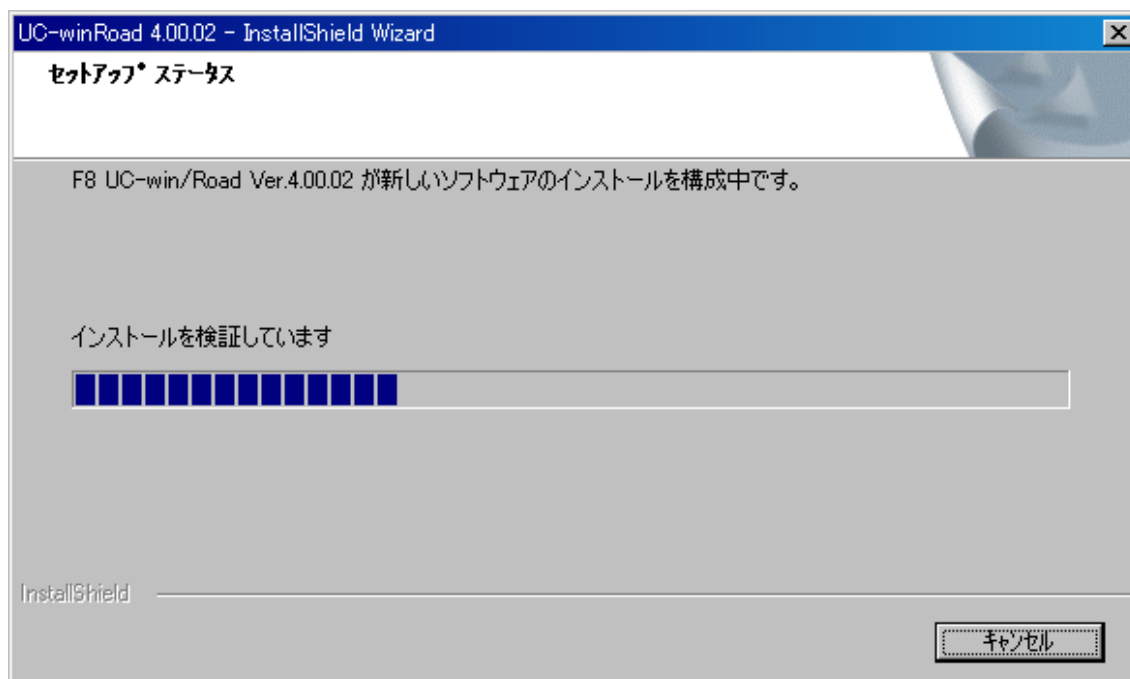 UC-winRoad 4.00.02 - InstallShield Wizard
セットアップ ステータス
F8 UC-win/Road Ver.4.00.02 が新しいソフトウェアのインストールを構成中です。
インストールを検証しています
InstallShield
キャンセル